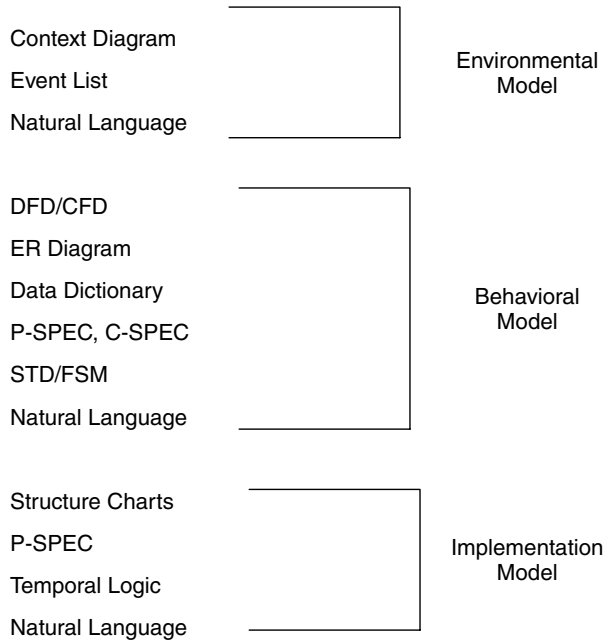 Context Diagram
Event List
Natural Language
Environmental
Model
DFD/CFD
ER Diagram
Data Dictionary
P-SPEC, C-SPEC
STD/FSM
Natural Language
Behavioral
Model
Structure Charts
P-SPEC
Temporal Logic
Natural Language
Implementation
Model